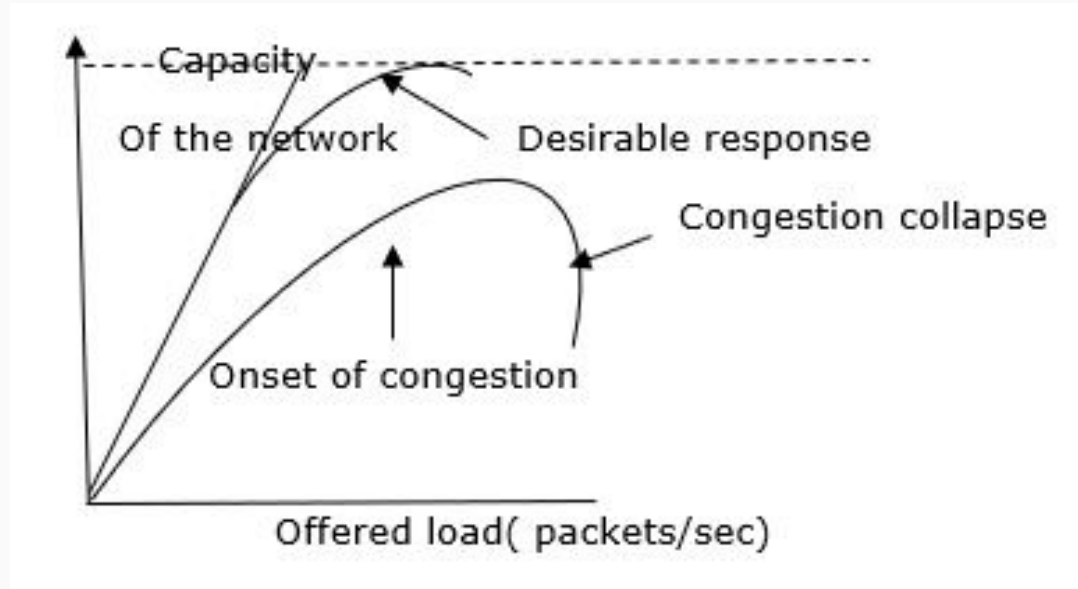 Capacity
Of the network
Desirable response
Congestion collapse
Onset of congestion
Offered load( packets/sec)